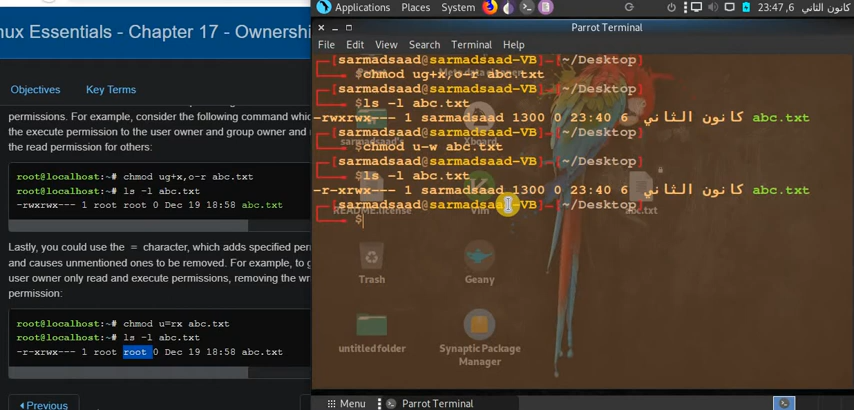 nux Essentials - Chapter 17 - Ownershi
Objectives Key Terms
permissions. For example, consider the following command whic
the execute permission to the user owner and group owner and
the read permission for others:
root@localhost:~# chmod ug+x,o-r abc.txt
root@localhost:~# ls -l abc.txt
-rwxrwx--- 1 root root 0 Dec 19 18:58 abc.txt
Lastly, you could use the = character, which adds specified per
and causes unmentioned ones to be removed. For example, to g
user owner only read and execute permissions, removing the wr
permission:
root@localhost:~# chmod u=rx abc.txt
root@localhost:~# ls -l abc.txt
-r-xrwx--- 1 root root 0 Dec 19 18:58 abc.txt
Previous
Applications Places System
23:47 ,6 كانون الثاني
Parrot Terminal
File Edit View Search Terminal Help
[sarmadsaad@sarmadsaad-VB]-[~/Desktop]
$chmod ug+x,o-r abc.txt
[sarmadsaad@sarmadsaad-VB]-[~/Desktop]
$ls -l abc.txt
-rwxrwx--- 1 sarmadsaad 1300 0 23:40 6 كانون الثاني abc.txt
[sarmadsaad@sarmadsaad-VB]-[~/Desktop]
$chmod u-w abc.txt
[sarmadsaad@sarmadsaad-VB]-[~/Desktop]
$ls -l abc.txt
-r-xrwx--- 1 sarmadsaad 1300 0 23:40 6 كانون الثاني abc.txt
[sarmadsaad@sarmadsaad-VB]-[~/Desktop]
$
sarmadsaad's
Xboard
README.license
Vim
abc.txt
Trash
Geany
untitled folder
Synaptic Package
Manager
Menu
Parrot Terminal